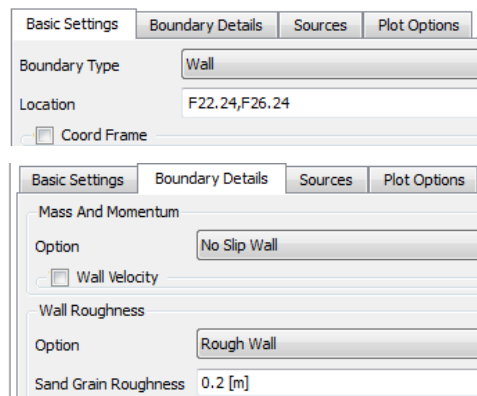 Basic Settings Boundary Details Sources Plot Options
Boundary Type Wall
Location F22.24,F26.24
Coord Frame
Basic Settings Boundary Details Sources Plot Options
Mass And Momentum
Option No Slip Wall
Wall Velocity
Wall Roughness
Option Rough Wall
Sand Grain Roughness 0.2 [m]